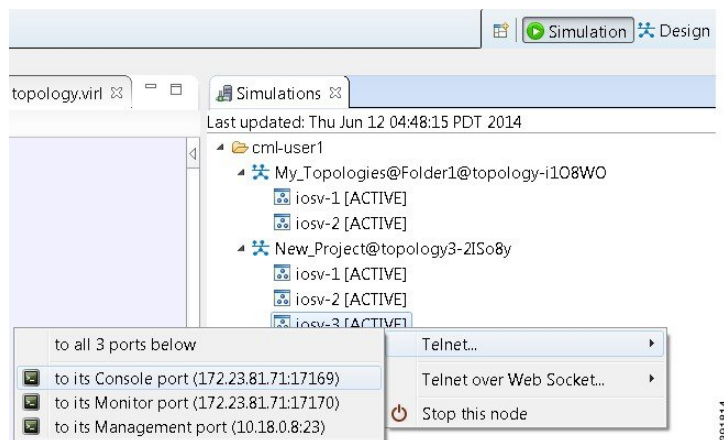 Simulation Design
topology.virl Simulations
Last updated: Thu Jun 12 04:48:15 PDT 2014
cml-user1
My_Topologies@Folder1@topology-i1O8WO
iosv-1 [ACTIVE]
iosv-2 [ACTIVE]
New_Project@topology3-2ISo8y
iosv-1 [ACTIVE]
iosv-2 [ACTIVE]
iosv-3 [ACTIVE]
to all 3 ports below Telnet...
to its Console port (172.23.81.71:17169) Telnet over Web Socket...
to its Monitor port (172.23.81.71:17170) Stop this node
to its Management port (10.18.0.8:23)